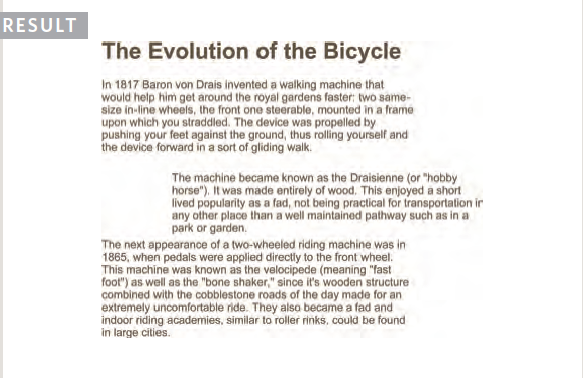 RESULT
The Evolution of the Bicycle
In 1817 Baron von Drais invented a walking machine that
would help him get around the royal gardens faster: two same-
size in-line wheels, the front one steerable, mounted in a frame
upon which you straddled. The device was propelled by
pushing your feet against the ground, thus rolling yourself and
the device forward in a sort of gliding walk.
The machine became known as the Draisienne (or "hobby
horse"). It was made entirely of wood. This enjoyed a short
lived popularity as a fad, not being practical for transportation in
any other place than a well maintained pathway such as in a
park or garden.
The next appearance of a two-wheeled riding machine was in
1865, when pedals were applied directly to the front wheel.
This machine was known as the velocipede (meaning "fast
foot") as well as the "bone shaker," since it's wooden structure
combined with the cobblestone roads of the day made for an
extremely uncomfortable ride. They also became a fad and
indoor riding academies, similar to roller rinks, could be found
in large cities.